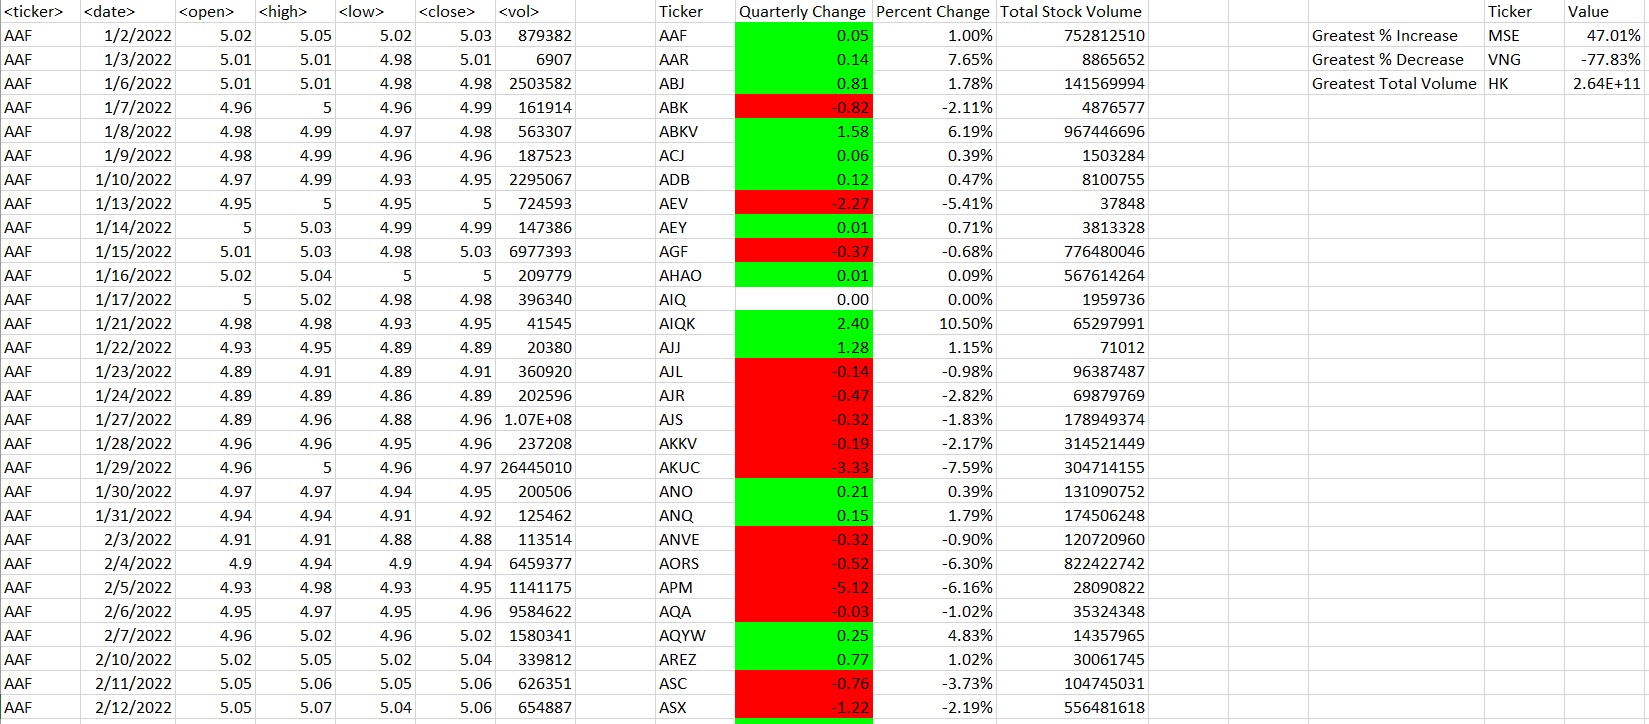 <ticker> <date> <open> <high> <low> <close> <vol> Ticker Quarterly Change Percent Change Total Stock Volume Ticker Value
AAF 1/2/2022 5.02 5.05 5.02 5.03 879382 AAF 0.05 1.00% 752812510 Greatest % Increase MSE 47.01%
AAF 1/3/2022 5.01 5.01 4.98 5.01 6907 AAR 0.14 7.65% 8865652 Greatest % Decrease VNG -77.83%
AAF 1/6/2022 5.01 5.01 4.98 4.98 2503582 ABJ 0.81 1.78% 141569994 Greatest Total Volume HK 2.64E+11
AAF 1/7/2022 4.96 5 4.96 4.99 161914 ABK -0.82 -2.11% 4876577
AAF 1/8/2022 4.98 4.99 4.97 4.98 563307 ABKV 1.58 6.19% 967446696
AAF 1/9/2022 4.98 4.99 4.96 4.96 187523 ACJ 0.06 0.39% 1503284
AAF 1/10/2022 4.97 4.99 4.93 4.95 2295067 ADB 0.12 0.47% 8100755
AAF 1/13/2022 4.95 5 4.95 5 724593 AEV -2.27 -5.41% 37848
AAF 1/14/2022 5 5.03 4.99 4.99 147386 AEY 0.01 0.71% 3813328
AAF 1/15/2022 5.01 5.03 4.98 5.03 6977393 AGF -0.37 -0.68% 776480046
AAF 1/16/2022 5.02 5.04 5 5 209779 AHAO 0.01 0.09% 567614264
AAF 1/17/2022 5 5.02 4.98 4.98 396340 AIQ 0.00 0.00% 1959736
AAF 1/21/2022 4.98 4.98 4.93 4.95 41545 AIQK 2.40 10.50% 65297991
AAF 1/22/2022 4.93 4.95 4.89 4.89 20380 AJJ 1.28 1.15% 71012
AAF 1/23/2022 4.89 4.91 4.89 4.91 360920 AJL -0.14 -0.98% 96387487
AAF 1/24/2022 4.89 4.89 4.86 4.89 202596 AJR -0.47 -2.82% 69879769
AAF 1/27/2022 4.89 4.96 4.88 4.96 1.07E+08 AJS -0.32 -1.83% 178949374
AAF 1/28/2022 4.96 4.96 4.95 4.96 237208 AKKV -0.19 -2.17% 314521449
AAF 1/29/2022 4.96 5 4.96 4.97 26445010 AKUC -3.33 -7.59% 304714155
AAF 1/30/2022 4.97 4.97 4.94 4.95 200506 ANO 0.21 0.39% 131090752
AAF 1/31/2022 4.94 4.94 4.91 4.92 125462 ANQ 0.15 1.79% 174506248
AAF 2/3/2022 4.91 4.91 4.88 4.88 113514 ANVE -0.32 -0.90% 120720960
AAF 2/4/2022 4.9 4.94 4.9 4.94 6459377 AORS -0.52 -6.30% 822422742
AAF 2/5/2022 4.93 4.98 4.93 4.95 1141175 APM -5.12 -6.16% 28090822
AAF 2/6/2022 4.95 4.97 4.95 4.96 9584622 AQA -0.03 -1.02% 35324348
AAF 2/7/2022 4.96 5.02 4.96 5.02 1580341 AQYW 0.25 4.83% 14357965
AAF 2/10/2022 5.02 5.05 5.02 5.04 339812 AREZ 0.77 1.02% 30061745
AAF 2/11/2022 5.05 5.06 5.05 5.06 626351 ASC -0.76 -3.73% 104745031
AAF 2/12/2022 5.05 5.07 5.04 5.06 654887 ASX -1.22 -2.19% 556481618